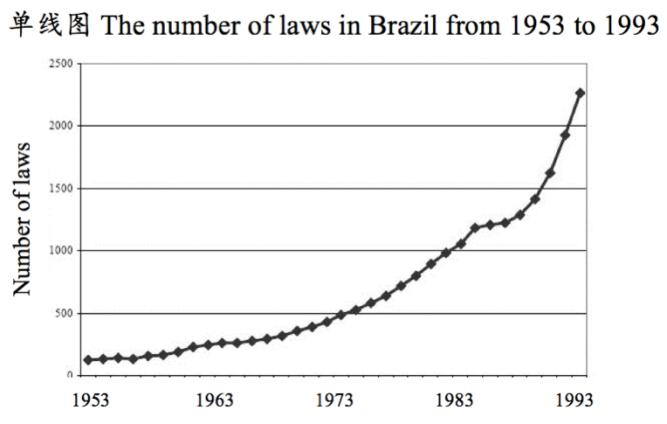 单线图 The number of laws in Brazil from 1953 to 1993
2500
2000
1500
1000
500
0
Number of laws
1953 1963 1973 1983 1993